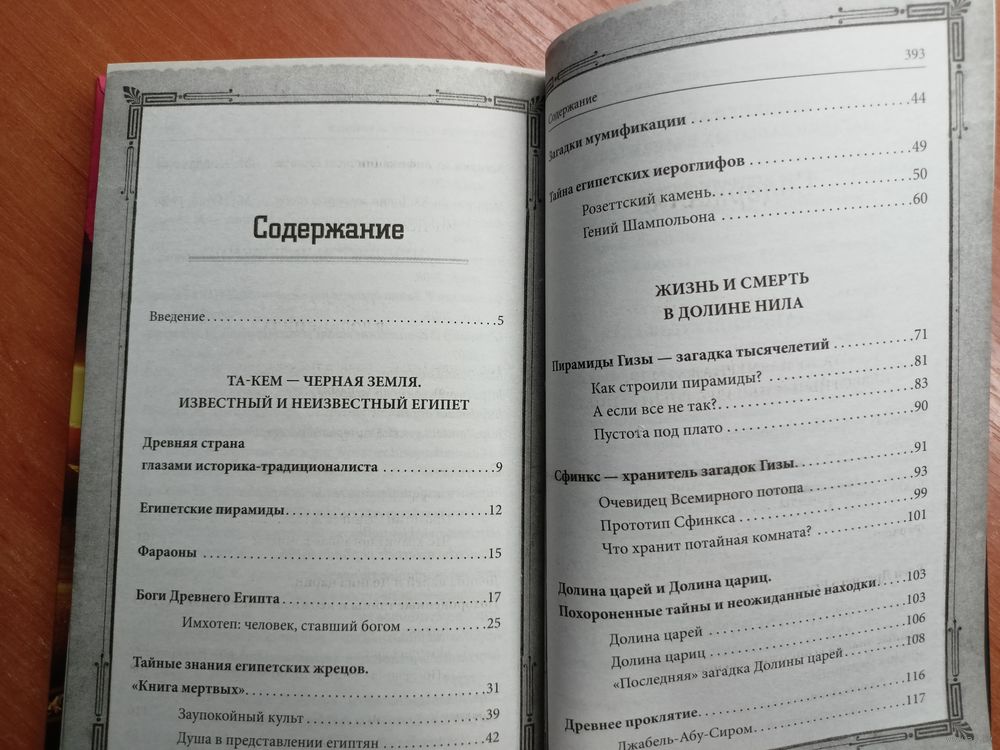 Содержание
Введение.....5
ТА-КЕМ — ЧЕРНАЯ ЗЕМЛЯ.
ИЗВЕСТНЫЙ И НЕИЗВЕСТНЫЙ ЕГИПЕТ
Древняя страна
глазами историка-традиционалиста.....9
Египетские пирамиды.....12
Фараоны.....15
Боги Древнего Египта.....17
Имхотеп: человек, ставший богом.....25
Тайные знания египетских жрецов.
«Книга мертвых».....31
Заупокойный культ.....39
Душа в представлении египтян.....42
393
Содержание
Загадки мумификации.....44
Тайна египетских иероглифов.....49
Розеттский камень.....50
Гений Шампольона.....60
ЖИЗНЬ И СМЕРТЬ
В ДОЛИНЕ НИЛА
Пирамиды Гизы — загадка тысячелетий.....71
Как строили пирамиды?.....81
А если все не так?.....83
Пустота под плато.....90
Сфинкс — хранитель загадок Гизы.....91
Очевидец Всемирного потопа.....93
Прототип Сфинкса.....99
Что хранит потайная комната?.....101
Долина царей и Долина цариц.
Похороненные тайны и неожиданные находки.....103
Долина царей.....103
Долина цариц.....106
«Последняя» загадка Долины царей.....108
Древнее проклятие.....116
Джабель-Абу-Сиром.....117